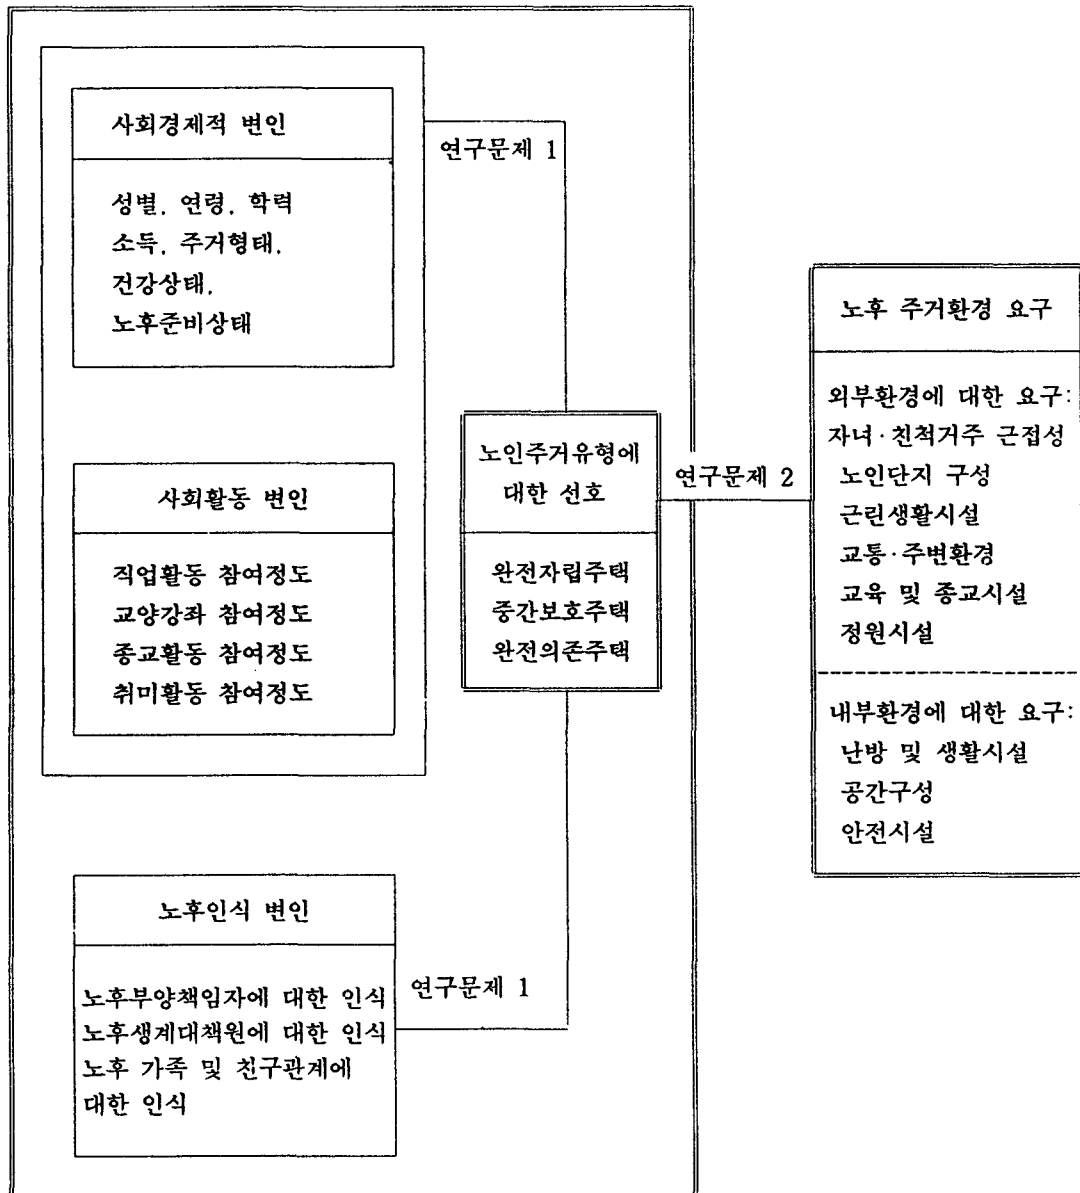 사회경제적 변인
성별, 연령, 학력
소득, 주거형태,
건강상태,
노후준비상태
연구문제 1
사회활동 변인
직업활동 참여정도
교양강좌 참여정도
종교활동 참여정도
취미활동 참여정도
노후인식 변인
노후부양책임자에 대한 인식
노후생계대책원에 대한 인식
노후 가족 및 친구관계에
대한 인식
연구문제 1
노인주거유형에
대한 선호
완전자립주택
중간보호주택
완전의존주택
연구문제 2
노후 주거환경 요구
외부환경에 대한 요구:
자녀·친척거주 근접성
노인단지 구성
근린생활시설
교통·주변환경
교육 및 종교시설
정원시설
내부환경에 대한 요구:
난방 및 생활시설
공간구성
안전시설